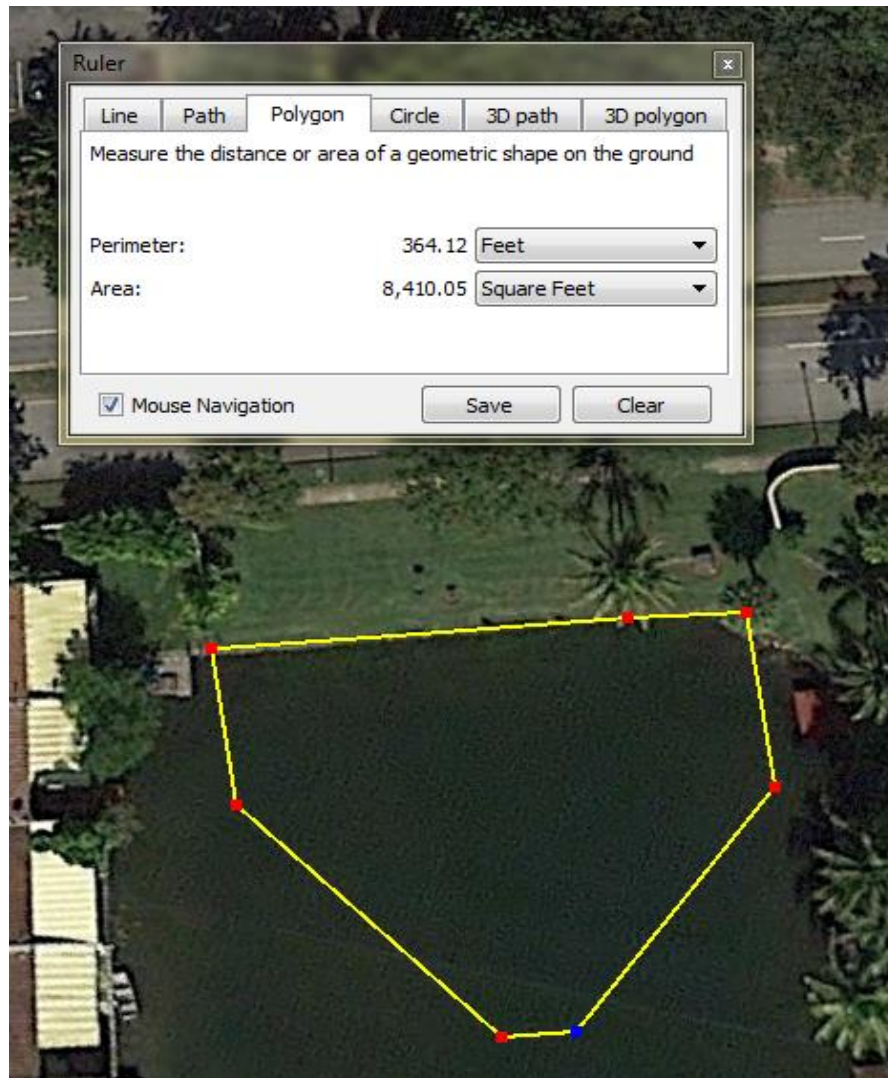 Ruler
Line Path Polygon Circle 3D path 3D polygon
Measure the distance or area of a geometric shape on the ground
Perimeter: 364.12 Feet
Area: 8,410.05 Square Feet
Mouse Navigation Save Clear